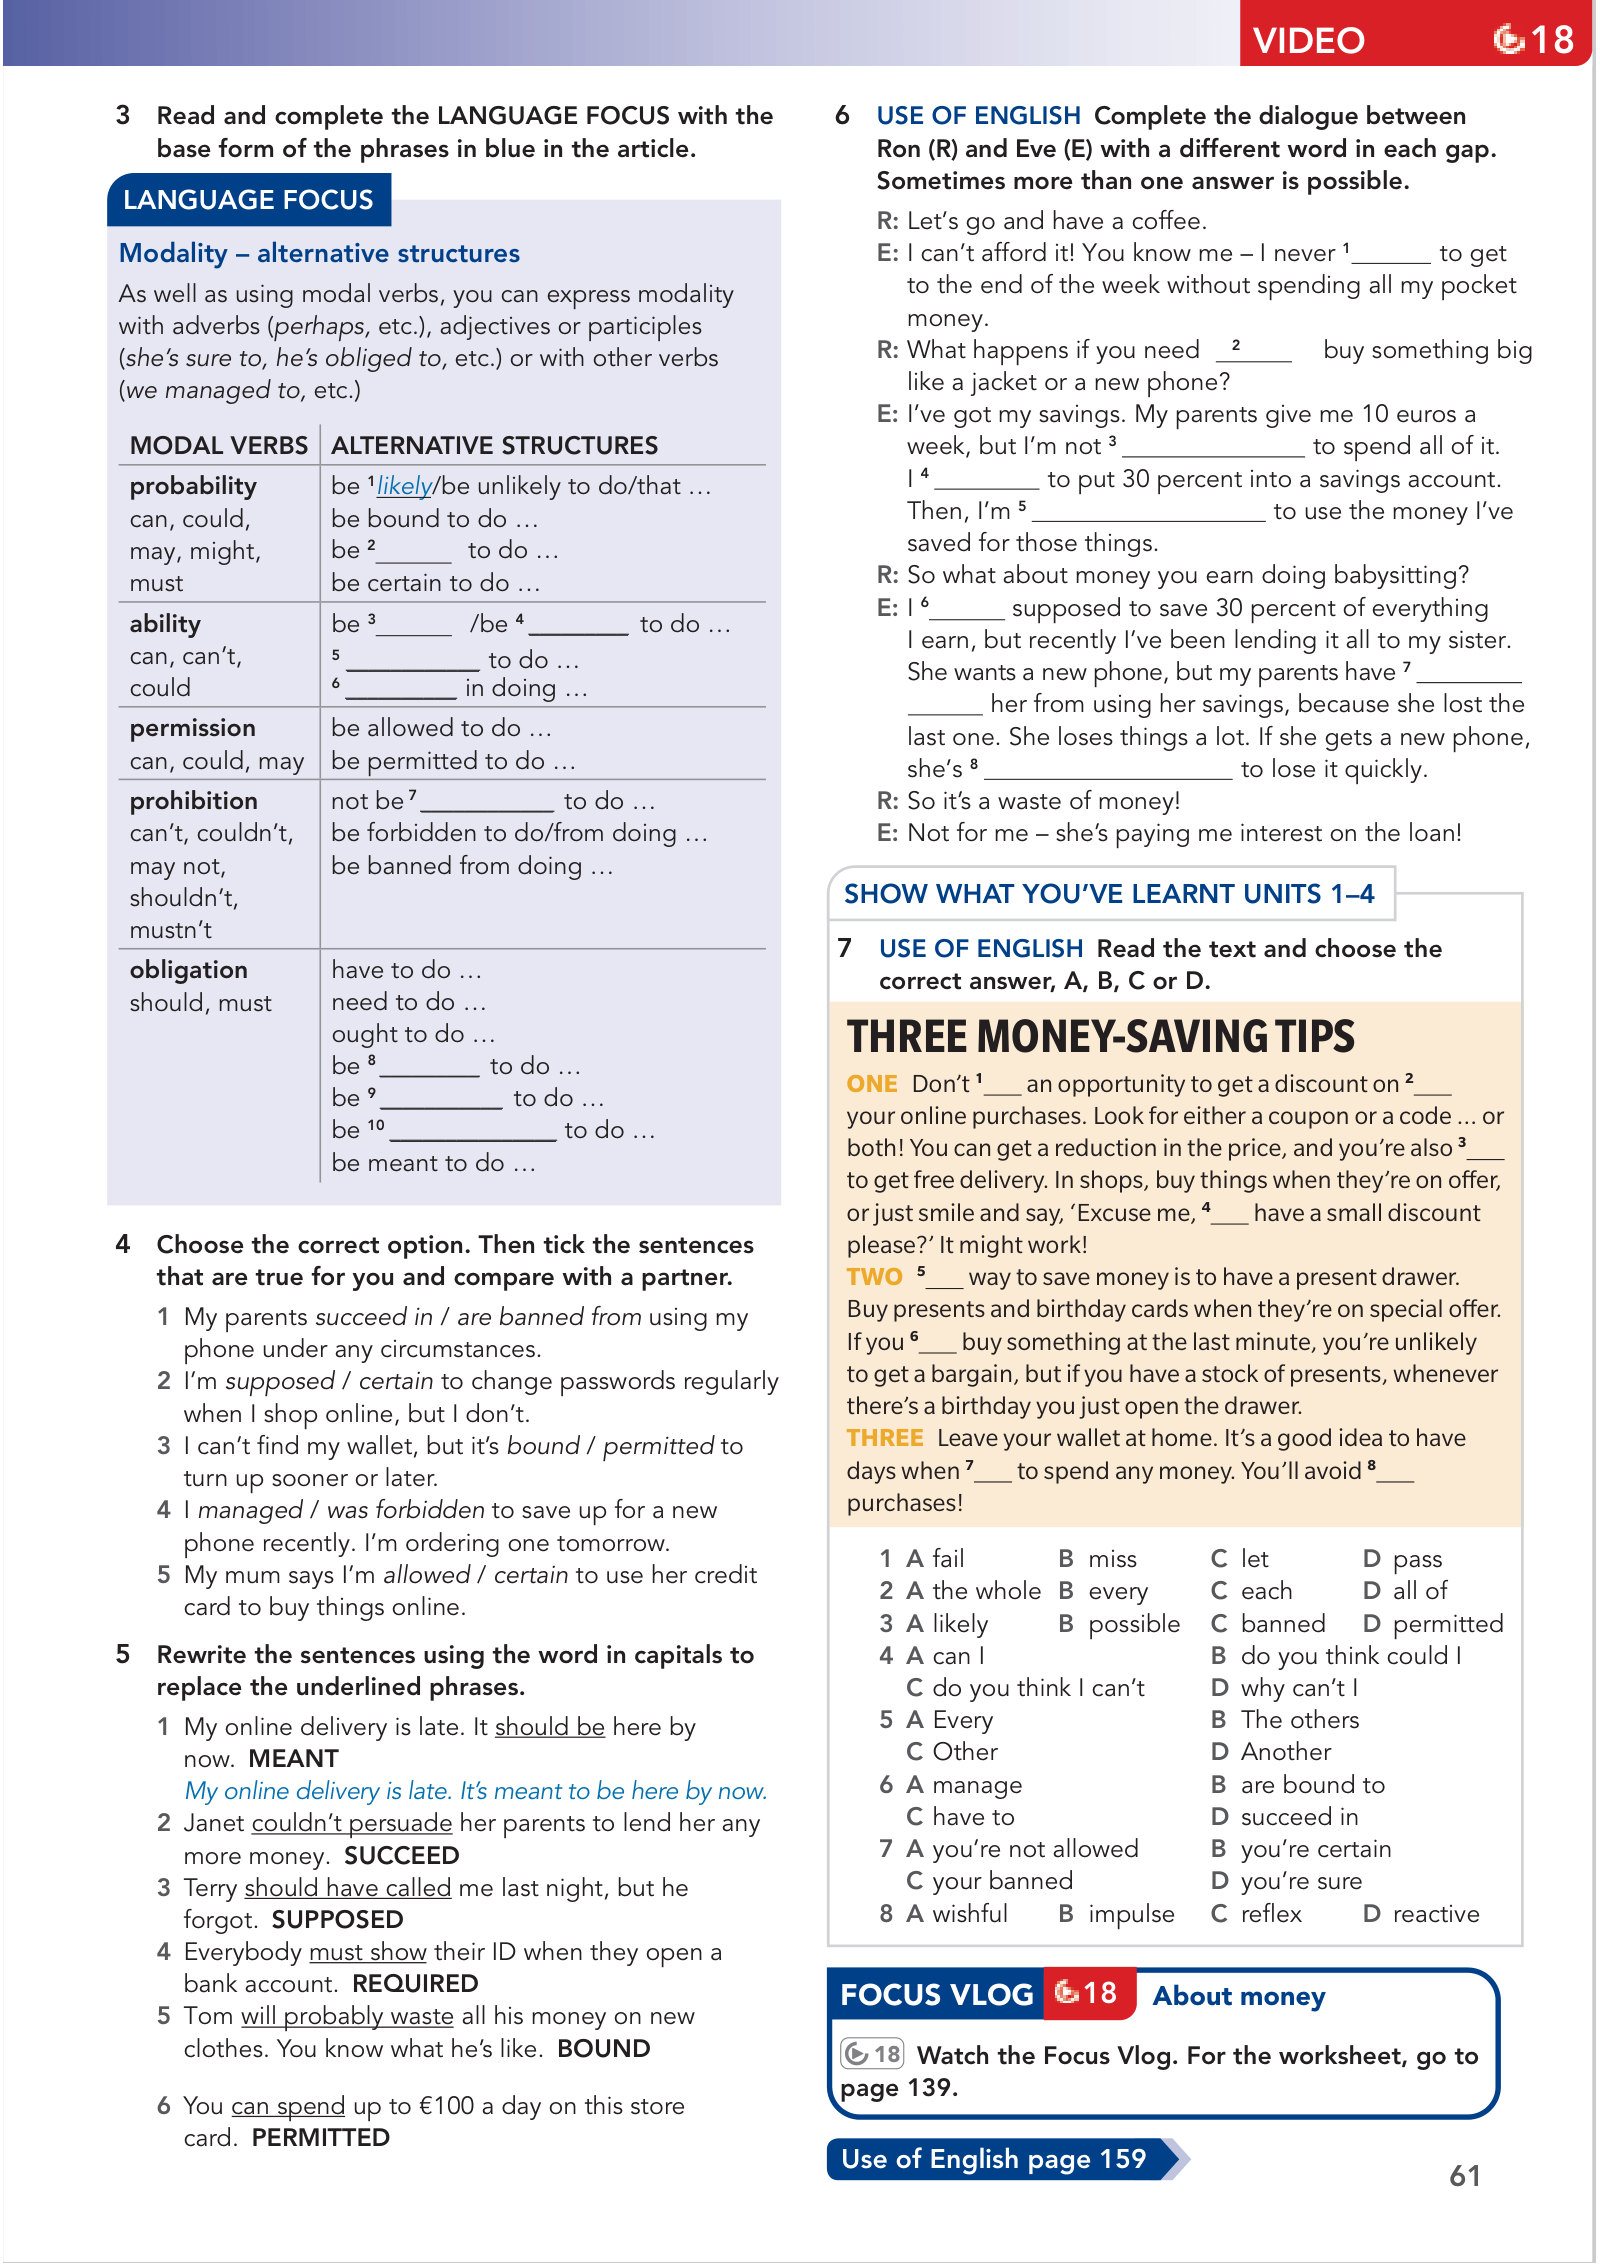 VIDEO 18
3 Read and complete the LANGUAGE FOCUS with the
base form of the phrases in blue in the article.
LANGUAGE FOCUS
Modality – alternative structures
As well as using modal verbs, you can express modality
with adverbs (perhaps, etc.), adjectives or participles
(she's sure to, he's obliged to, etc.) or with other verbs
(we managed to, etc.)
MODAL VERBS ALTERNATIVE STRUCTURES
probability be ¹likely/be unlikely to do/that …
can, could, be bound to do …
may, might, be ²______ to do …
must be certain to do …
ability be ³______ /be ⁴________ to do …
can, can't, ⁵__________ to do …
could ⁶_________ in doing …
permission be allowed to do …
can, could, may be permitted to do …
prohibition not be ⁷__________ to do …
can't, couldn't, be forbidden to do/from doing …
may not, be banned from doing …
shouldn't,
mustn't
obligation have to do …
should, must need to do …
ought to do …
be ⁸________ to do …
be ⁹_________ to do …
be ¹⁰_____________ to do …
be meant to do …
4 Choose the correct option. Then tick the sentences
that are true for you and compare with a partner.
1 My parents succeed in / are banned from using my
phone under any circumstances.
2 I'm supposed / certain to change passwords regularly
when I shop online, but I don't.
3 I can't find my wallet, but it's bound / permitted to
turn up sooner or later.
4 I managed / was forbidden to save up for a new
phone recently. I'm ordering one tomorrow.
5 My mum says I'm allowed / certain to use her credit
card to buy things online.
5 Rewrite the sentences using the word in capitals to
replace the underlined phrases.
1 My online delivery is late. It should be here by
now. MEANT
My online delivery is late. It's meant to be here by now.
2 Janet couldn't persuade her parents to lend her any
more money. SUCCEED
3 Terry should have called me last night, but he
forgot. SUPPOSED
4 Everybody must show their ID when they open a
bank account. REQUIRED
5 Tom will probably waste all his money on new
clothes. You know what he's like. BOUND
6 You can spend up to €100 a day on this store
card. PERMITTED
6 USE OF ENGLISH Complete the dialogue between
Ron (R) and Eve (E) with a different word in each gap.
Sometimes more than one answer is possible.
R: Let's go and have a coffee.
E: I can't afford it! You know me – I never ¹______ to get
to the end of the week without spending all my pocket
money.
R: What happens if you need ²______ buy something big
like a jacket or a new phone?
E: I've got my savings. My parents give me 10 euros a
week, but I'm not ³______________ to spend all of it.
I ⁴________ to put 30 percent into a savings account.
Then, I'm ⁵__________________ to use the money I've
saved for those things.
R: So what about money you earn doing babysitting?
E: I ⁶______ supposed to save 30 percent of everything
I earn, but recently I've been lending it all to my sister.
She wants a new phone, but my parents have ⁷________
______ her from using her savings, because she lost the
last one. She loses things a lot. If she gets a new phone,
she's ⁸___________________ to lose it quickly.
R: So it's a waste of money!
E: Not for me – she's paying me interest on the loan!
SHOW WHAT YOU'VE LEARNT UNITS 1–4
7 USE OF ENGLISH Read the text and choose the
correct answer, A, B, C or D.
THREE MONEY-SAVING TIPS
ONE Don't ¹___ an opportunity to get a discount on ²___
your online purchases. Look for either a coupon or a code ... or
both! You can get a reduction in the price, and you're also ³___
to get free delivery. In shops, buy things when they're on offer,
or just smile and say, 'Excuse me, ⁴___ have a small discount
please?' It might work!
TWO ⁵___ way to save money is to have a present drawer.
Buy presents and birthday cards when they're on special offer.
If you ⁶___ buy something at the last minute, you're unlikely
to get a bargain, but if you have a stock of presents, whenever
there's a birthday you just open the drawer.
THREE Leave your wallet at home. It's a good idea to have
days when ⁷___ to spend any money. You'll avoid ⁸___
purchases!
1 A fail B miss C let D pass
2 A the whole B every C each D all of
3 A likely B possible C banned D permitted
4 A can I B do you think could I
C do you think I can't D why can't I
5 A Every B The others
C Other D Another
6 A manage B are bound to
C have to D succeed in
7 A you're not allowed B you're certain
C your banned D you're sure
8 A wishful B impulse C reflex D reactive
FOCUS VLOG 18 About money
18 Watch the Focus Vlog. For the worksheet, go to
page 139.
Use of English page 159
61